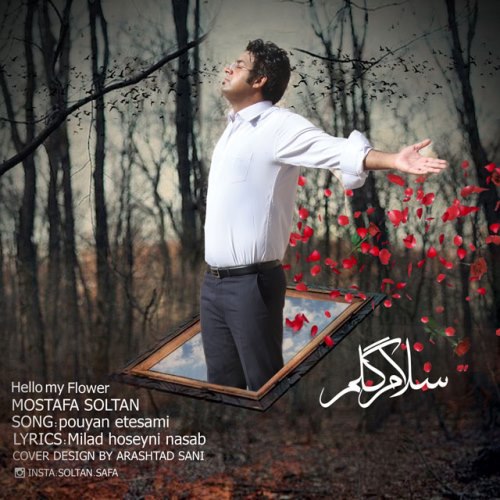 سلام گلم
Hello my Flower
MOSTAFA SOLTAN
SONG:pouyan etesami
LYRICS:Milad hoseyni nasab
COVER DESIGN BY ARASHTAD SANI
INSTA.SOLTAN.SAFA